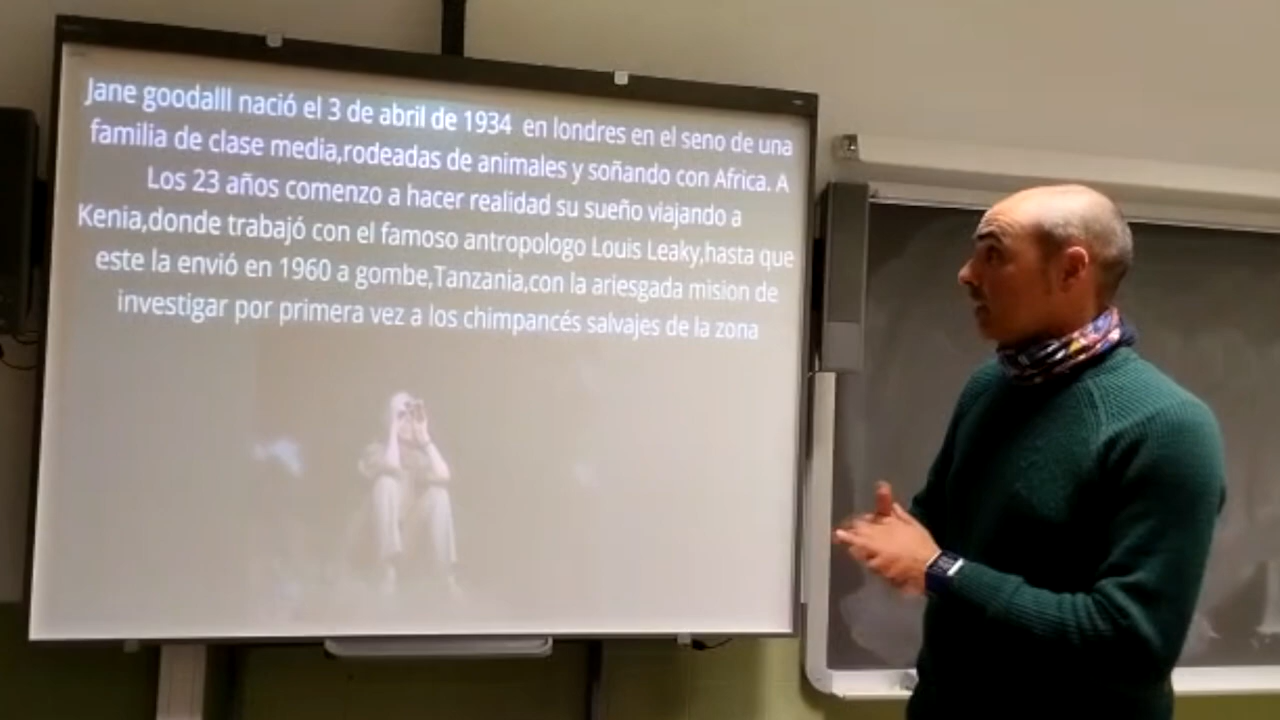 Jane goodalll nació el 3 de abril de 1934 en londres en el seno de una
familia de clase media,rodeadas de animales y soñando con Africa. A
Los 23 años comenzo a hacer realidad su sueño viajando a
Kenia,donde trabajó con el famoso antropologo Louis Leaky,hasta que
este la envió en 1960 a gombe,Tanzania,con la ariesgada mision de
investigar por primera vez a los chimpancés salvajes de la zona